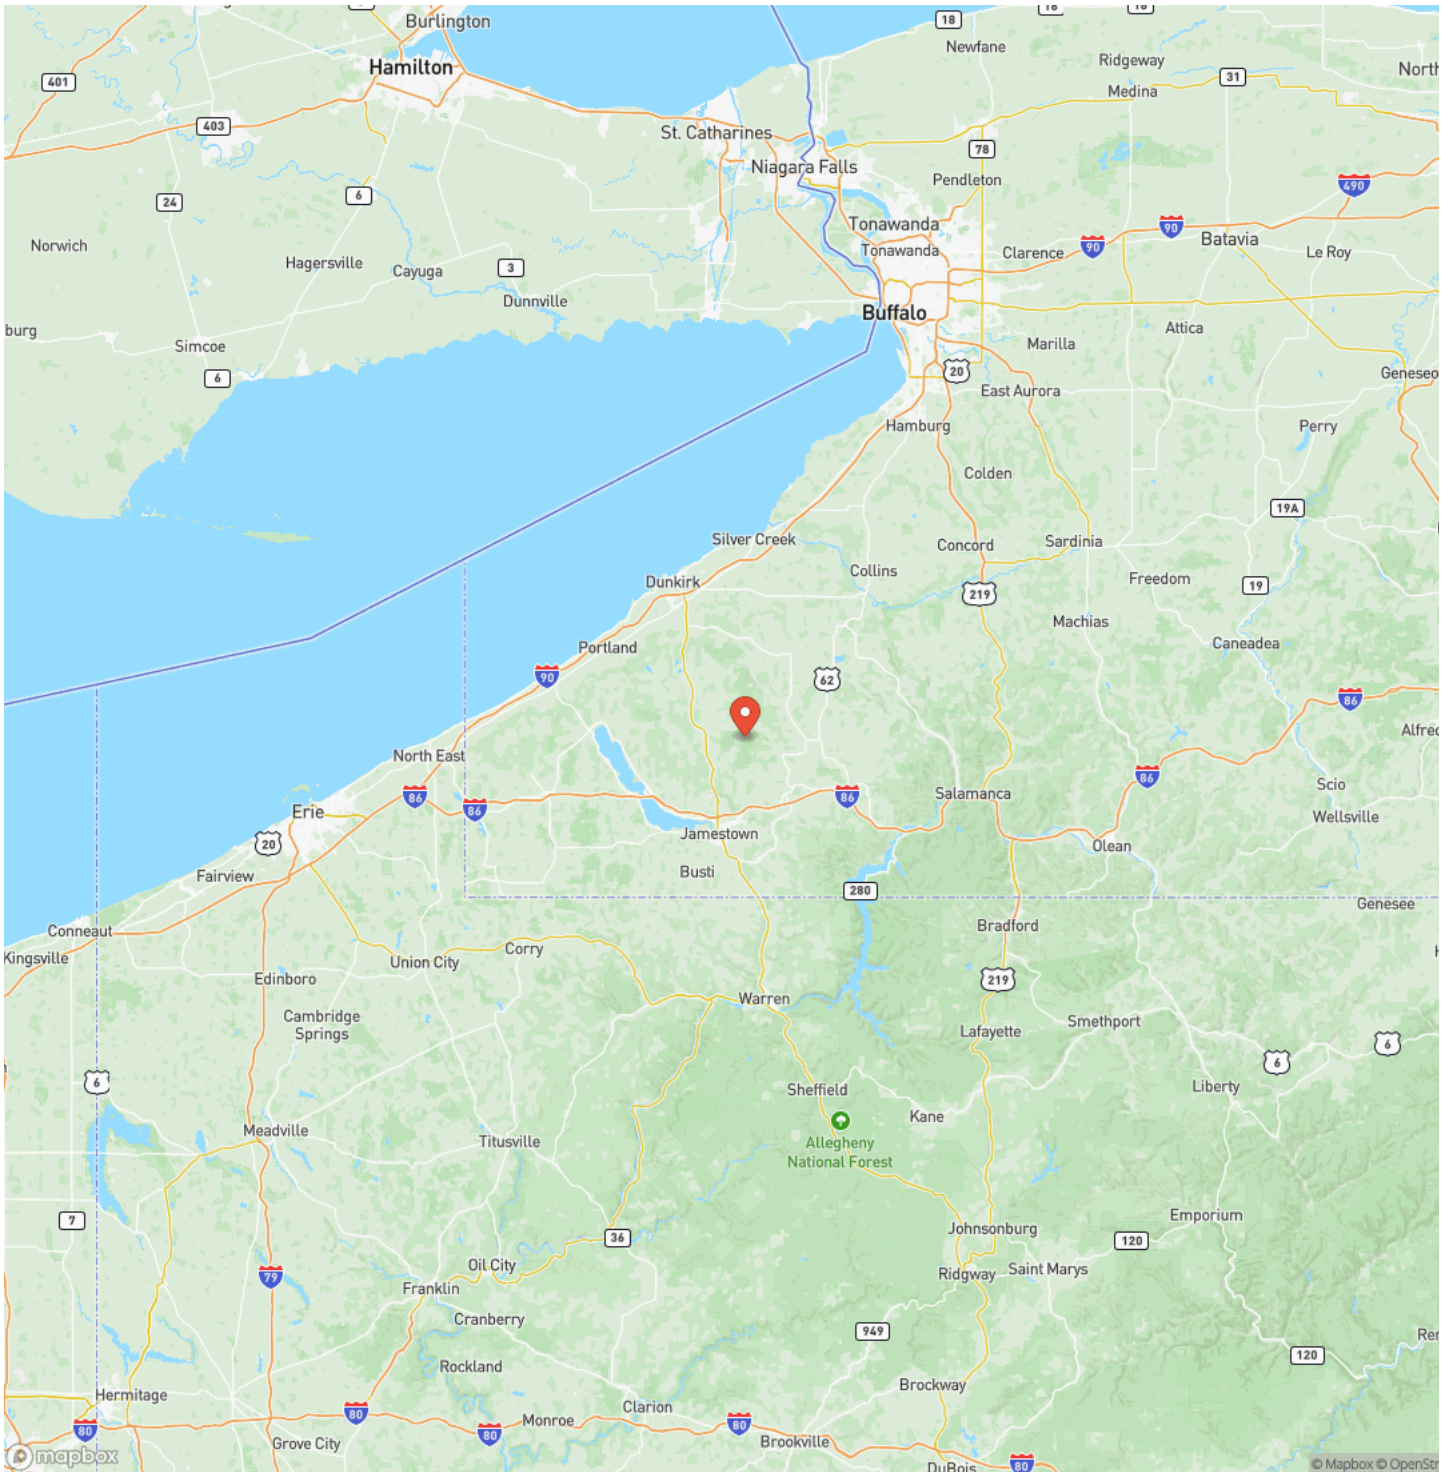 Burlington
18
18
18
Newfane
Ridgeway
Hamilton
401
31
North
Medina
403
St. Catharines
78
Niagara Falls
Pendleton
490
6
24
Tonawanda
90
Norwich
Tonawanda
Clarence
90
Batavia
Hagersville
Cayuga
3
Le Roy
Dunnville
Buffalo
burg
Attica
Simcoe
Marilla
6
20
Geneseo
East Aurora
Hamburg
Perry
Colden
19A
Silver Creek
Concord
Sardinia
Collins
Dunkirk
Freedom
19
219
Machias
Portland
Caneadea
90
62
86
Alfred
North East
86
Scio
86
86
86
Salamanca
Erie
Wellsville
20
Jamestown
Olean
Busti
Fairview
280
Genesee
Conneaut
Bradford
Kingsville
Corry
Union City
Edinboro
219
Warren
Cambridge
Springs
Smethport
Lafayette
6
6
6
Sheffield
Liberty
Kane
Meadville
Titusville
Allegheny
National Forest
7
Emporium
Johnsonburg
36
120
Oil City
Saint Marys
79
Ridgway
Franklin
Cranberry
949
Ren
120
Rockland
Brockway
Hermitage
Clarion
80
Monroe
80
80
80
Grove City
Brookville
mapbox
DuBois
80
© Mapbox © OpenStr